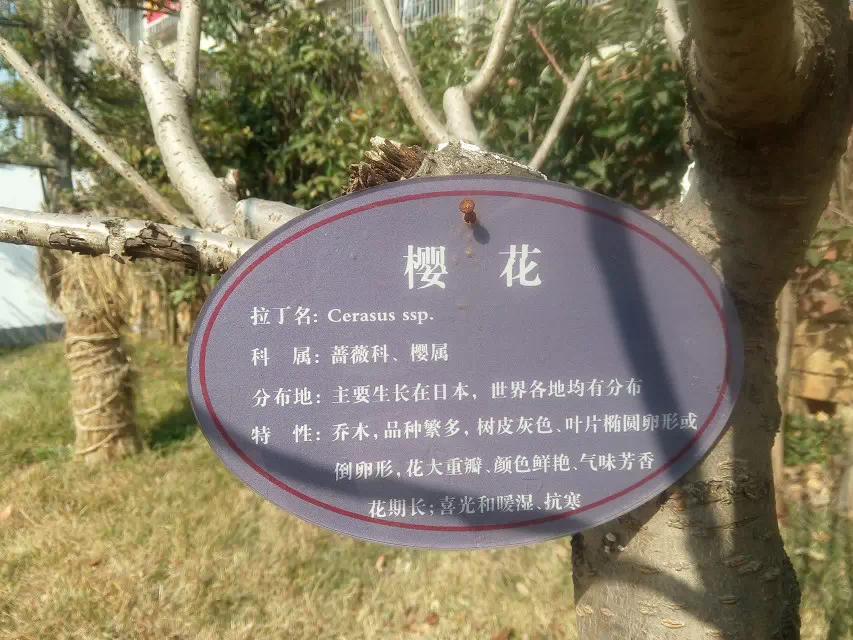 樱 花
拉丁名: Cerasus ssp.
科 属: 蔷薇科、樱属
分布地: 主要生长在日本, 世界各地均有分布
特 性: 乔木,品种繁多, 树皮灰色、叶片椭圆卵形或
倒卵形,花大重瓣、颜色鲜艳、气味芳香
花期长;喜光和暖湿、抗寒